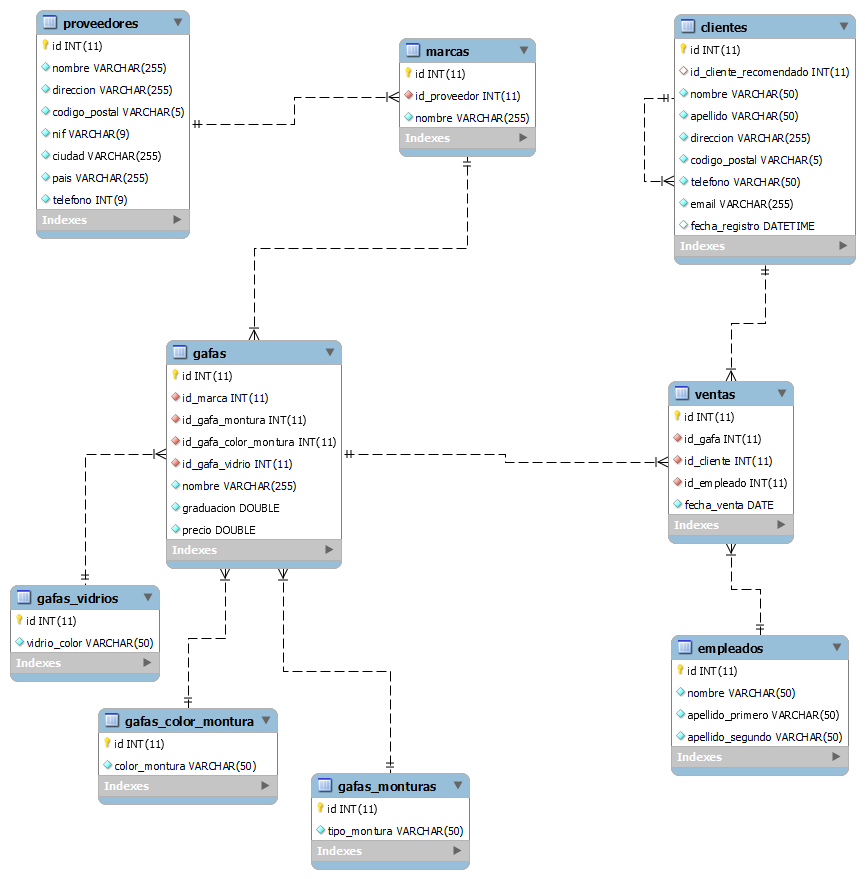 proveedores
id INT(11)
nombre VARCHAR(255)
direccion VARCHAR(255)
codigo_postal VARCHAR(5)
nif VARCHAR(9)
ciudad VARCHAR(255)
pais VARCHAR(255)
telefono INT(9)
Indexes
marcas
id INT(11)
id_proveedor INT(11)
nombre VARCHAR(255)
Indexes
clientes
id INT(11)
id_cliente_recomendado INT(11)
nombre VARCHAR(50)
apellido VARCHAR(50)
direccion VARCHAR(255)
codigo_postal VARCHAR(5)
telefono VARCHAR(50)
email VARCHAR(255)
fecha_registro DATETIME
Indexes
gafas
id INT(11)
id_marca INT(11)
id_gafa_montura INT(11)
id_gafa_color_montura INT(11)
id_gafa_vidrio INT(11)
nombre VARCHAR(255)
graduacion DOUBLE
precio DOUBLE
Indexes
ventas
id INT(11)
id_gafa INT(11)
id_cliente INT(11)
id_empleado INT(11)
fecha_venta DATE
Indexes
gafas_vidrios
id INT(11)
vidrio_color VARCHAR(50)
Indexes
gafas_color_montura
id INT(11)
color_montura VARCHAR(50)
Indexes
gafas_monturas
id INT(11)
tipo_montura VARCHAR(50)
Indexes
empleados
id INT(11)
nombre VARCHAR(50)
apellido_primero VARCHAR(50)
apellido_segundo VARCHAR(50)
Indexes